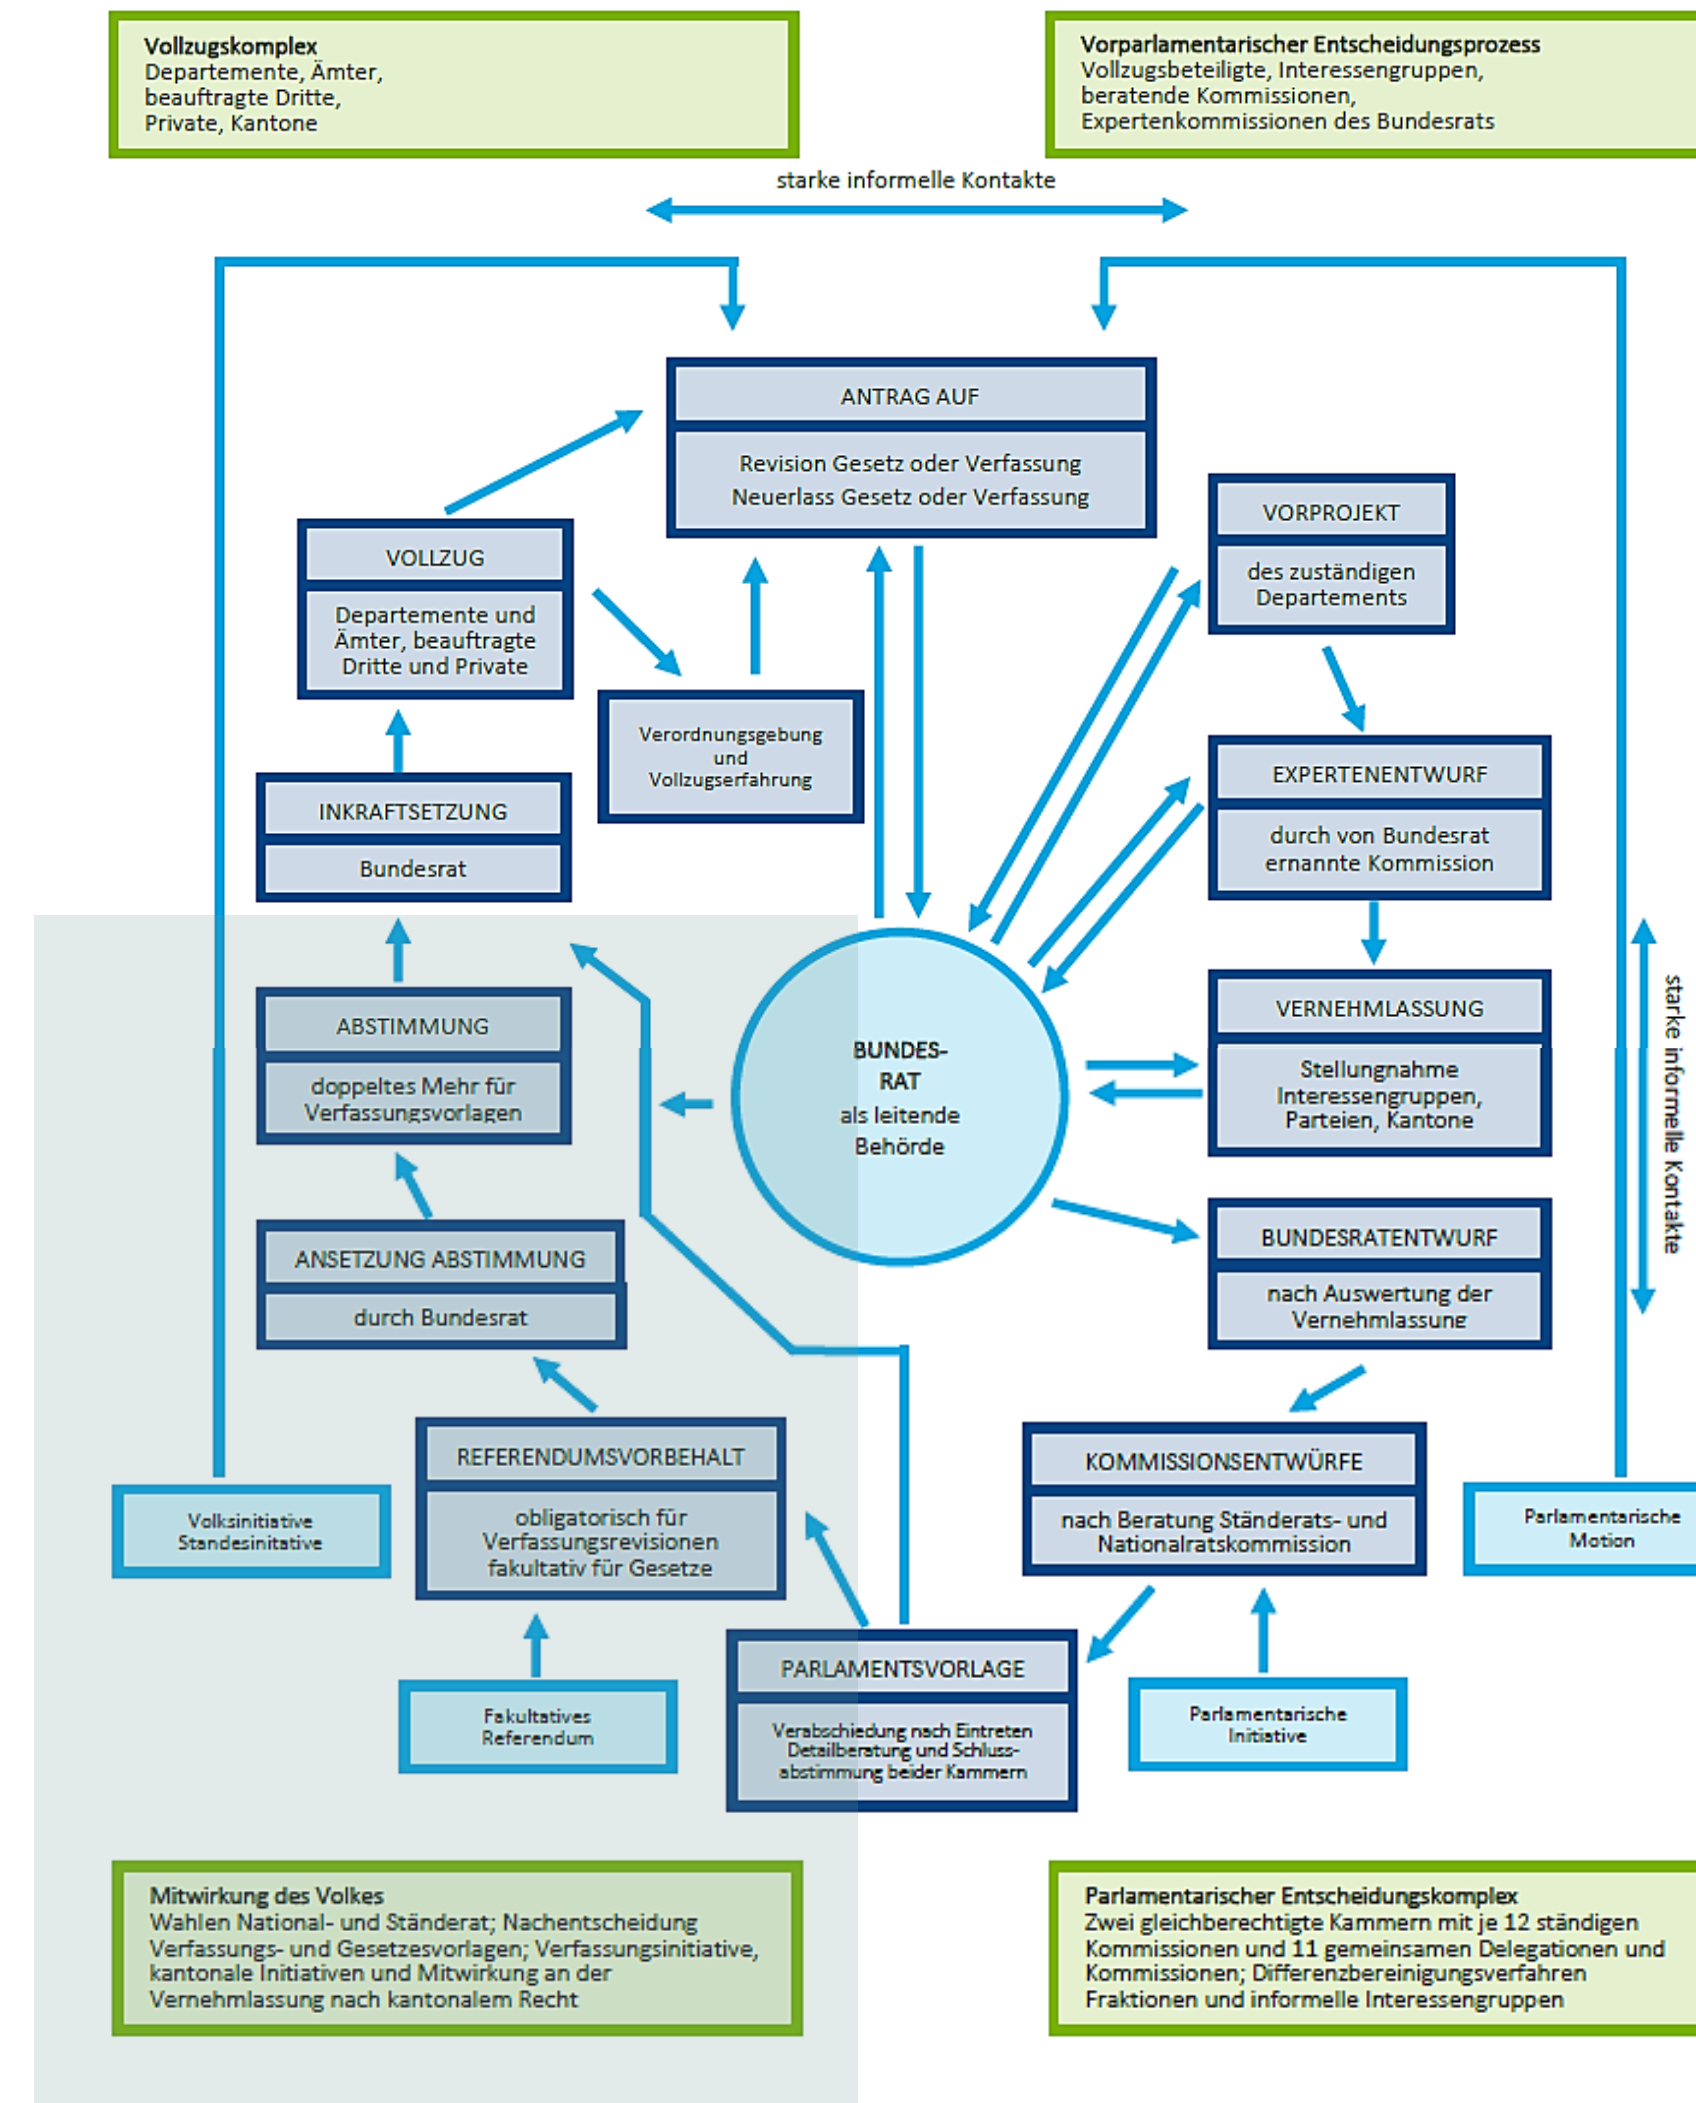 Vollzugskomplex
Departemente, Ämter,
beauftragte Dritte,
Private, Kantone
Vorparlamentarischer Entscheidungsprozess
Vollzugsbeteiligte, Interessengruppen,
beratende Kommissionen,
Expertenkommissionen des Bundesrats
starke informelle Kontakte
ANTRAG AUF
Revision Gesetz oder Verfassung
Neuerlass Gesetz oder Verfassung
VORPROJEKT
des zuständigen
Departements
VOLLZUG
Departemente und
Ämter, beauftragte
Dritte und Private
Verordnungsgebung
und
Vollzugserfahrung
EXPERTENENTWURF
durch von Bundesrat
ernannte Kommission
INKRAFTSETZUNG
Bundesrat
VERNEHMLASSUNG
Stellungnahme
Interessengruppen,
Parteien, Kantone
starke informelle Kontakte
ABSTIMMUNG
doppeltes Mehr für
Verfassungsvorlagen
BUNDES-
RAT
als leitende
Behörde
ANSETZUNG ABSTIMMUNG
durch Bundesrat
BUNDESRATENTWURF
nach Auswertung der
Vernehmlassung
REFERENDUMSVORBEHALT
obligatorisch für
Verfassungsrevisionen
fakultativ für Gesetze
KOMMISSIONSENTWÜRFE
nach Beratung Ständerats- und
Nationalratskommission
Volksinitiative
Standesinitative
Parlamentarische
Motion
Fakultatives
Referendum
PARLAMENTSVORLAGE
Verabschiedung nach Eintreten
Detailberatung und Schluss-
abstimmung beider Kammern
Parlamentarische
Initiative
Mitwirkung des Volkes
Wahlen National- und Ständerat; Nachentscheidung
Verfassungs- und Gesetzesvorlagen; Verfassungsinitiative,
kantonale Initiativen und Mitwirkung an der
Vernehmlassung nach kantonalem Recht
Parlamentarischer Entscheidungskomplex
Zwei gleichberechtigte Kammern mit je 12 ständigen
Kommissionen und 11 gemeinsamen Delegationen und
Kommissionen; Differenzbereinigungsverfahren
Fraktionen und informelle Interessengruppen